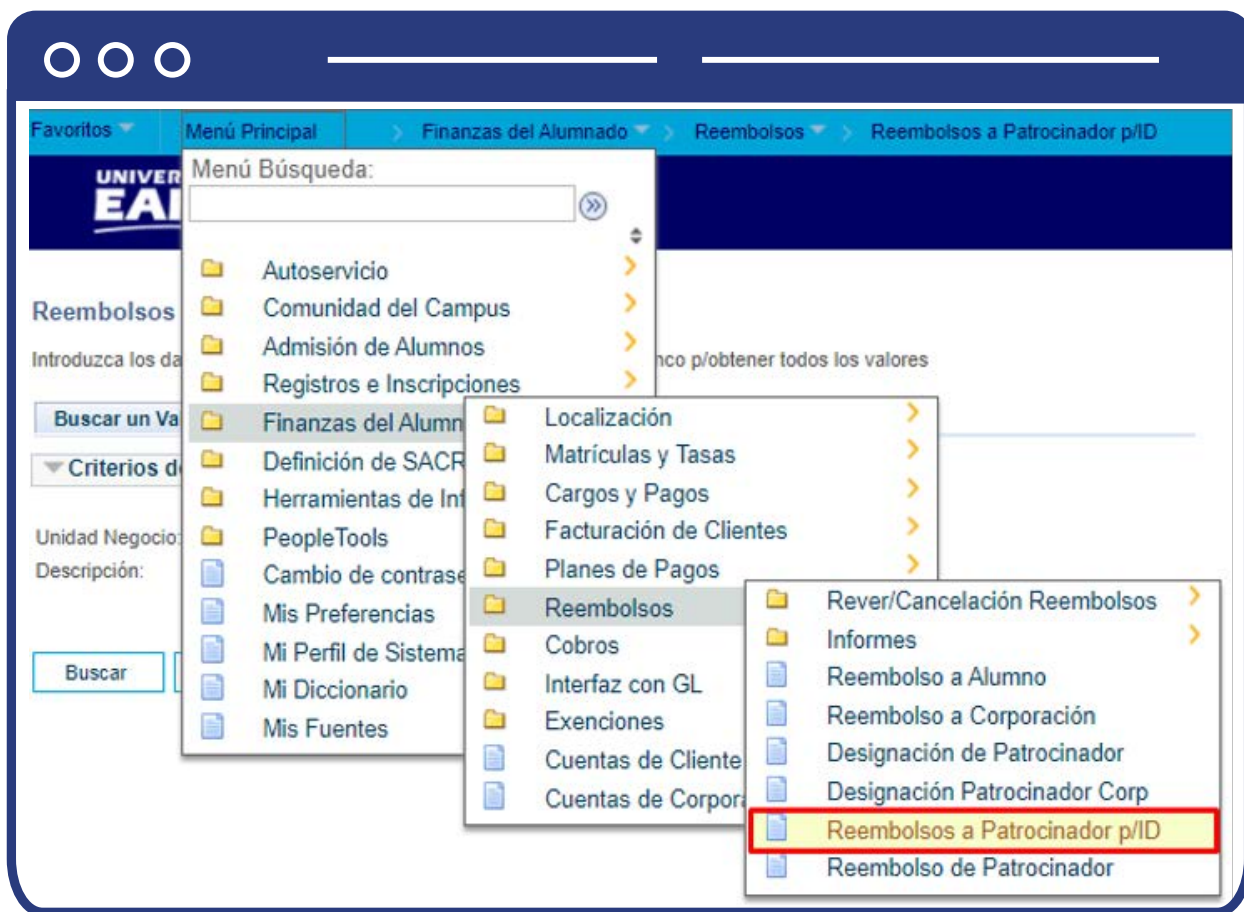 Favoritos Menú Principal Finanzas del Alumnado Reembolsos Reembolsos a Patrocinador p/ID
Menú Búsqueda:
Autoservicio
Comunidad del Campus
Admisión de Alumnos
Registros e Inscripciones
Finanzas del Alumn
Definición de SACR
Herramientas de Inf
PeopleTools
Cambio de contrase
Mis Preferencias
Mi Perfil de Sistema
Mi Diccionario
Mis Fuentes
Localización
Matrículas y Tasas
Cargos y Pagos
Facturación de Clientes
Planes de Pagos
Reembolsos
Cobros
Interfaz con GL
Exenciones
Cuentas de Cliente
Cuentas de Corpora
Rever/Cancelación Reembolsos
Informes
Reembolso a Alumno
Reembolso a Corporación
Designación de Patrocinador
Designación Patrocinador Corp
Reembolsos a Patrocinador p/ID
Reembolso de Patrocinador
UNIVER
EA
Reembolsos
Introduzca los da nco p/obtener todos los valores
Buscar un Va
Criterios d
Unidad Negocio:
Descripción:
Buscar